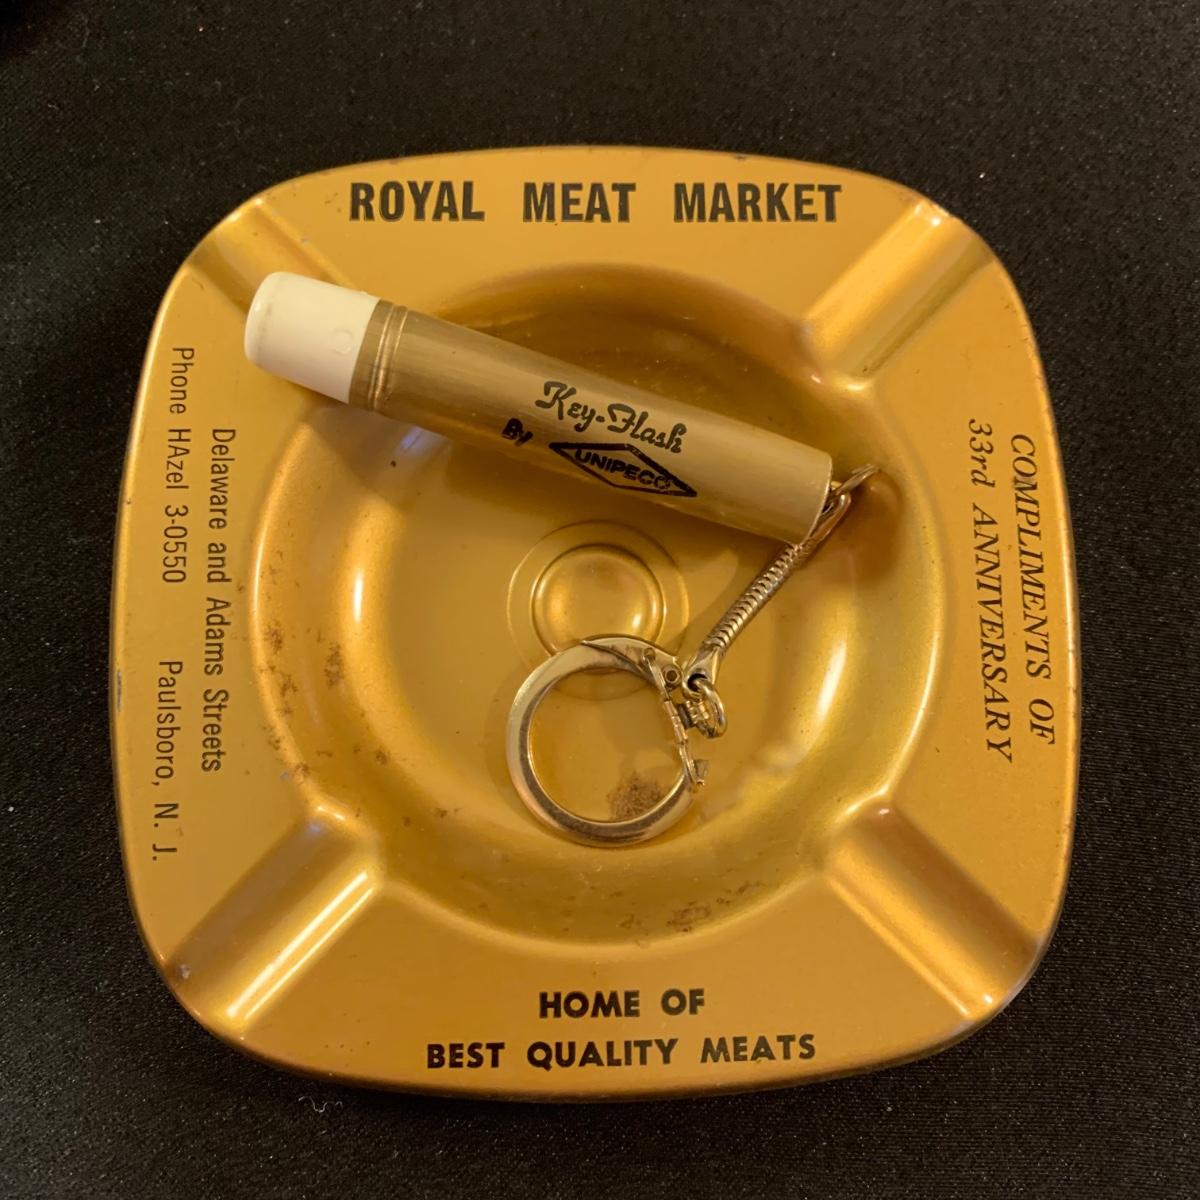 ROYAL MEAT MARKET
Key-Flash
By UNIPECO
Delaware and Adams Streets
Phone HAzel 3-0550 Paulsboro, N. J.
COMPLIMENTS OF
33rd ANNIVERSARY
HOME OF
BEST QUALITY MEATS